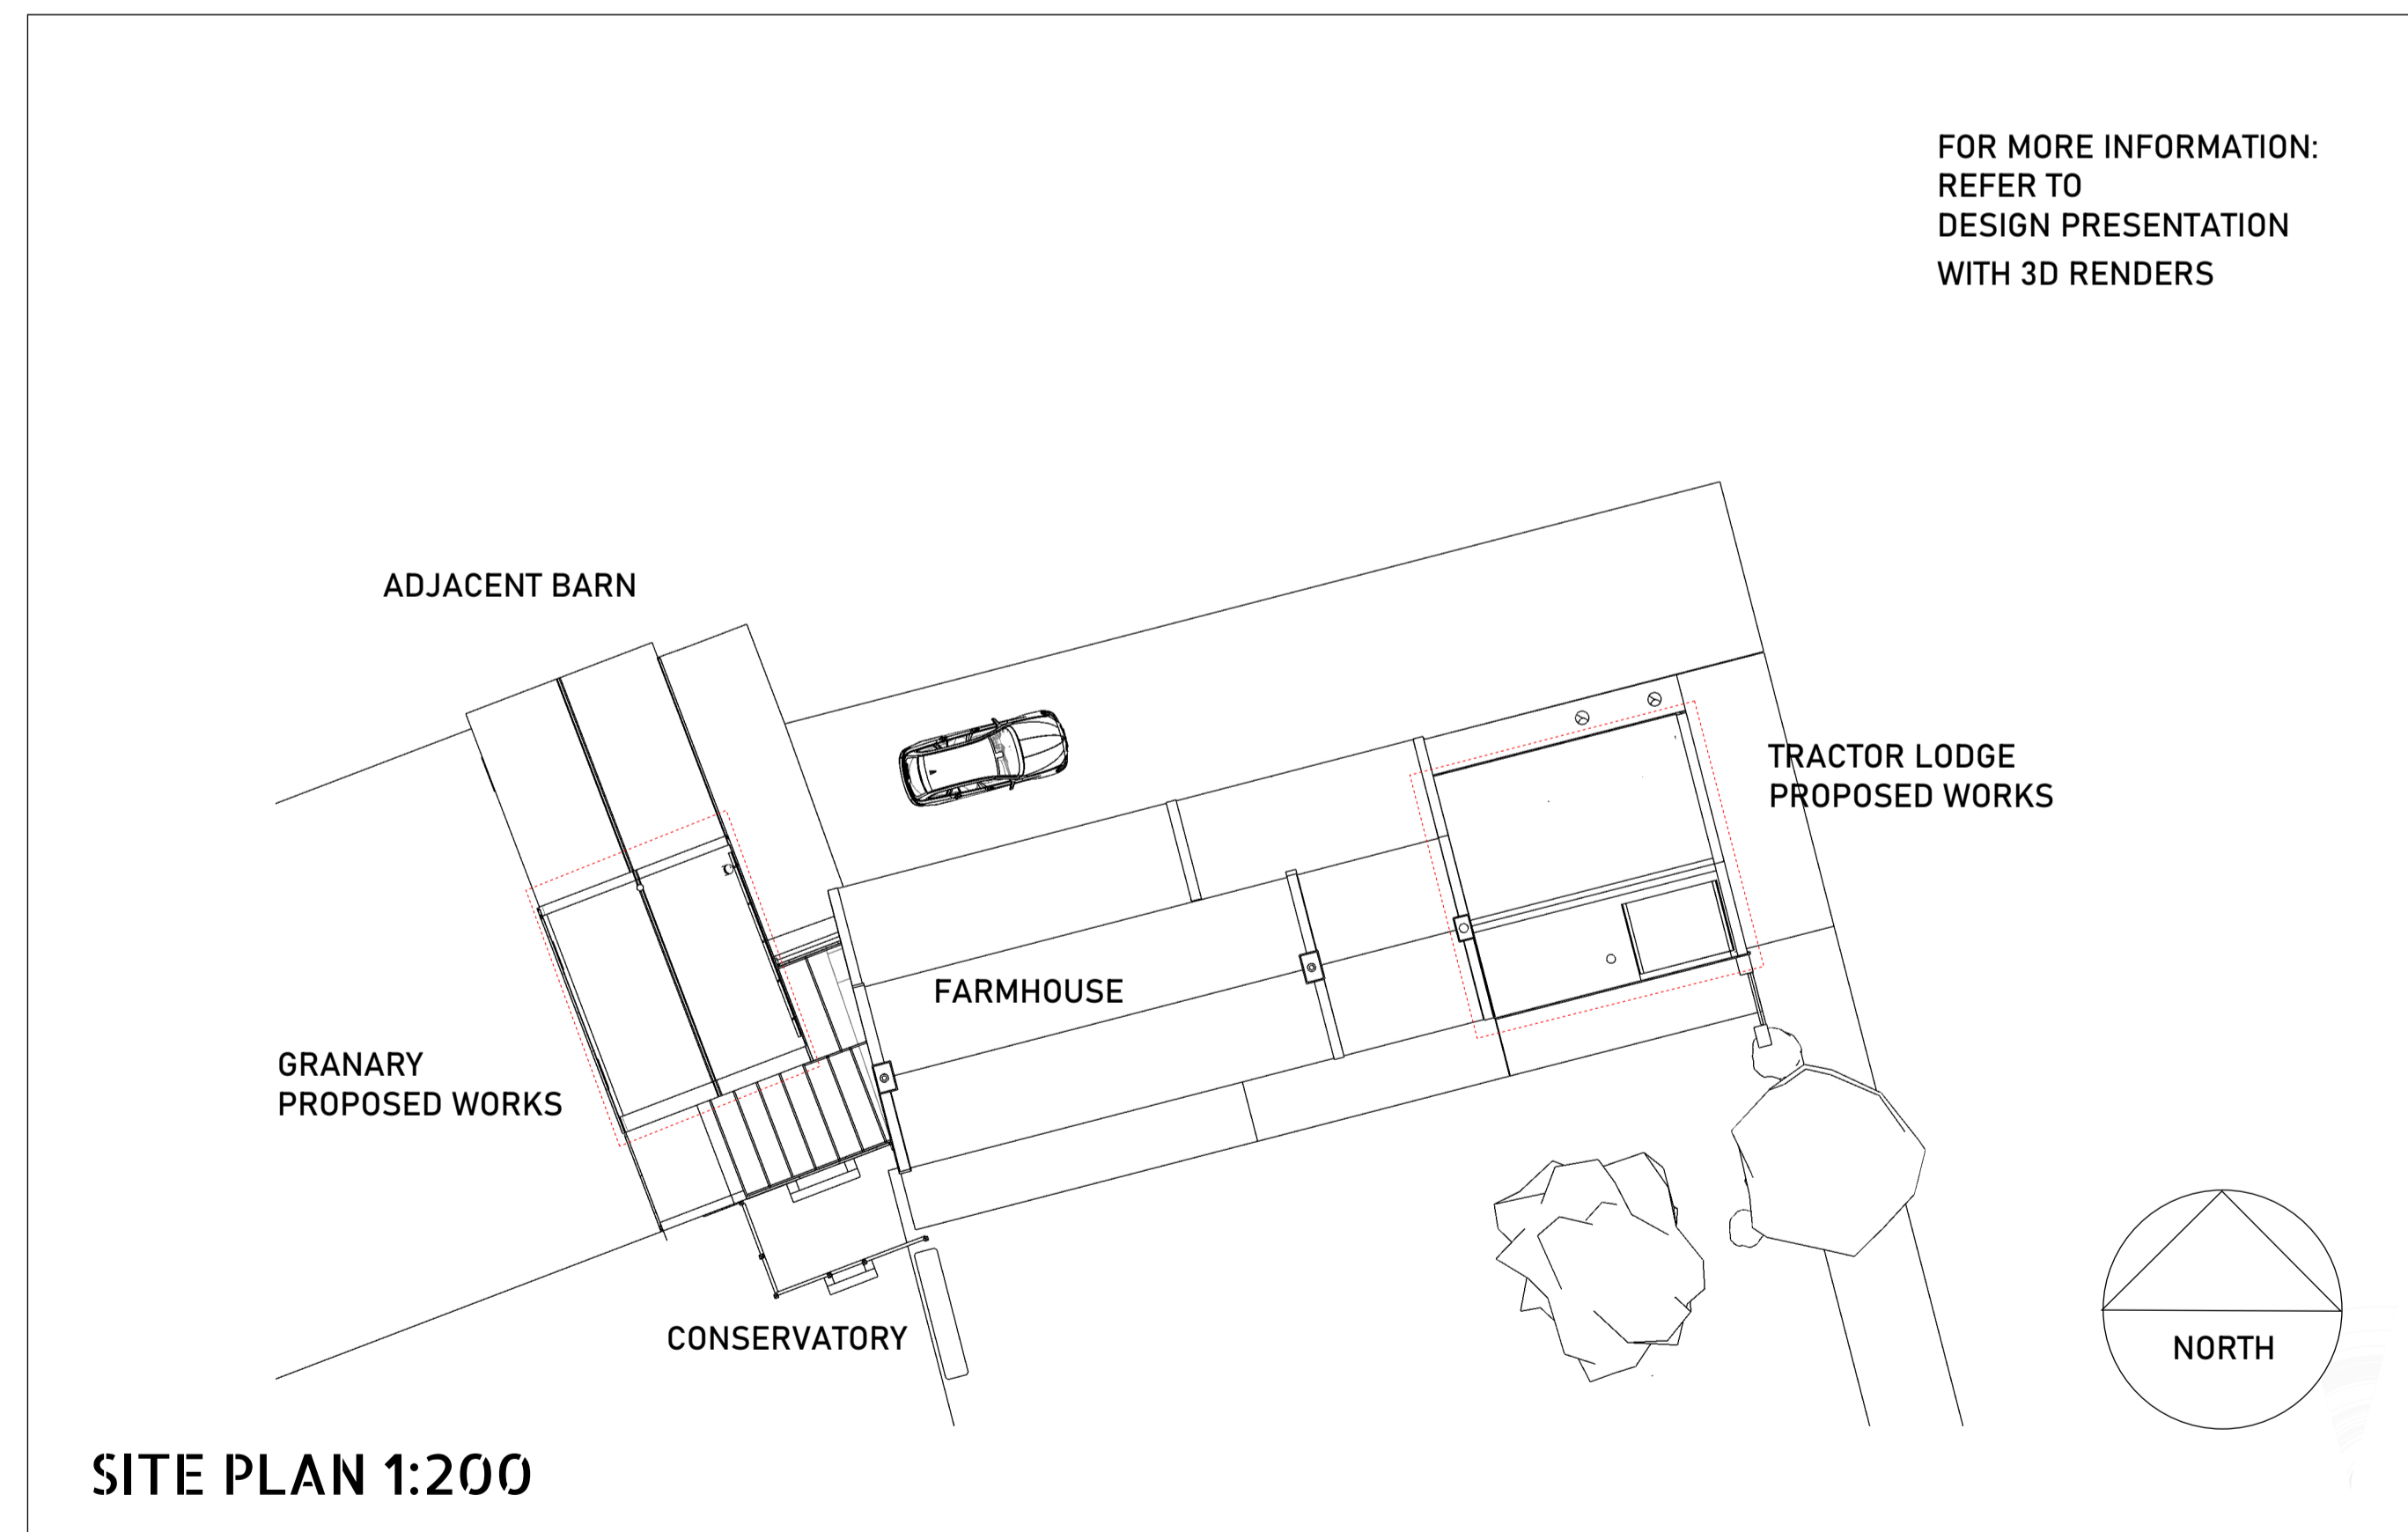 FOR MORE INFORMATION:
REFER TO
DESIGN PRESENTATION
WITH 3D RENDERS
ADJACENT BARN
TRACTOR LODGE
PROPOSED WORKS
FARMHOUSE
GRANARY
PROPOSED WORKS
CONSERVATORY
NORTH
SITE PLAN 1:200